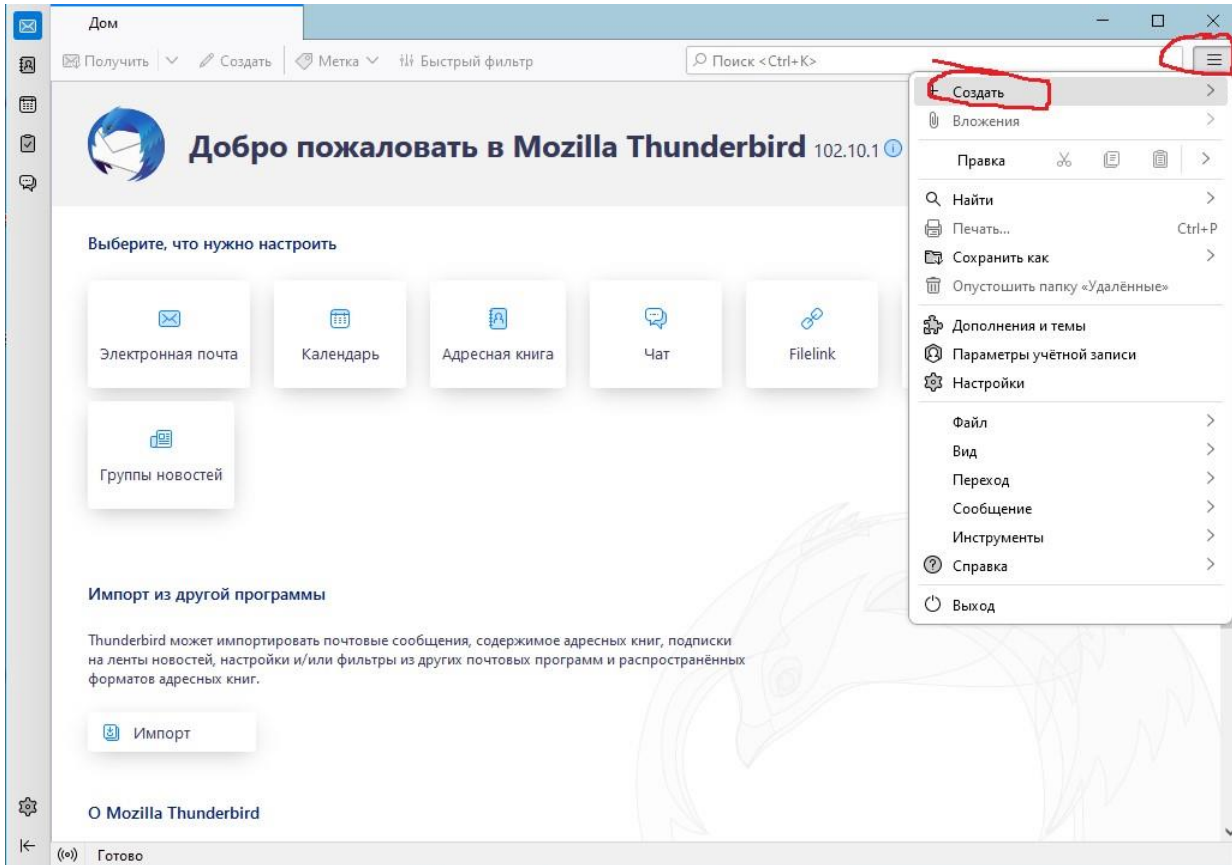 Дом
Получить Создать Метка Быстрый фильтр Поиск <Ctrl+K>
Добро пожаловать в Mozilla Thunderbird 102.10.1
Выберите, что нужно настроить
Электронная почта
Календарь
Адресная книга
Чат
Filelink
Группы новостей
Импорт из другой программы
Thunderbird может импортировать почтовые сообщения, содержимое адресных книг, подписки
на ленты новостей, настройки и/или фильтры из других почтовых программ и распространённых
форматов адресных книг.
Импорт
О Mozilla Thunderbird
Готово
Создать
Вложения
Правка
Найти
Печать... Ctrl+P
Сохранить как
Опустошить папку «Удалённые»
Дополнения и темы
Параметры учётной записи
Настройки
Файл
Вид
Переход
Сообщение
Инструменты
Справка
Выход